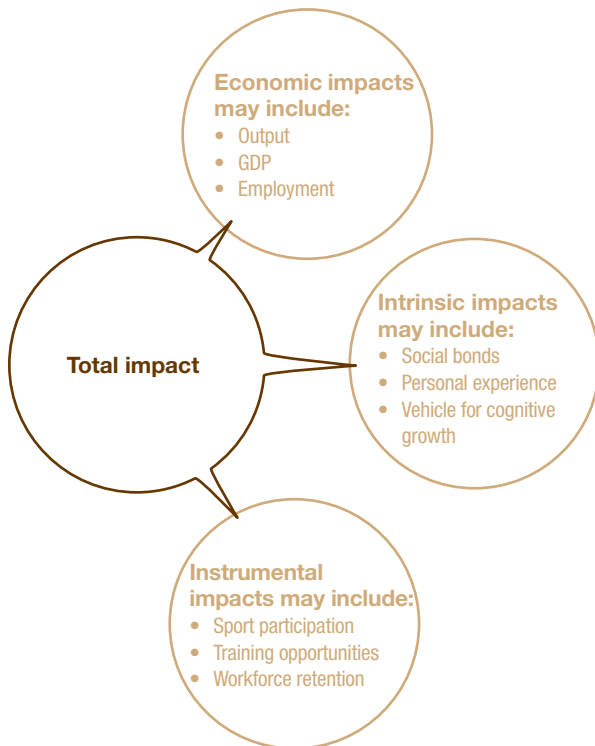 Economic impacts
may include:
• Output
• GDP
• Employment
Total impact
Intrinsic impacts
may include:
• Social bonds
• Personal experience
• Vehicle for cognitive
growth
Instrumental
impacts may include:
• Sport participation
• Training opportunities
• Workforce retention